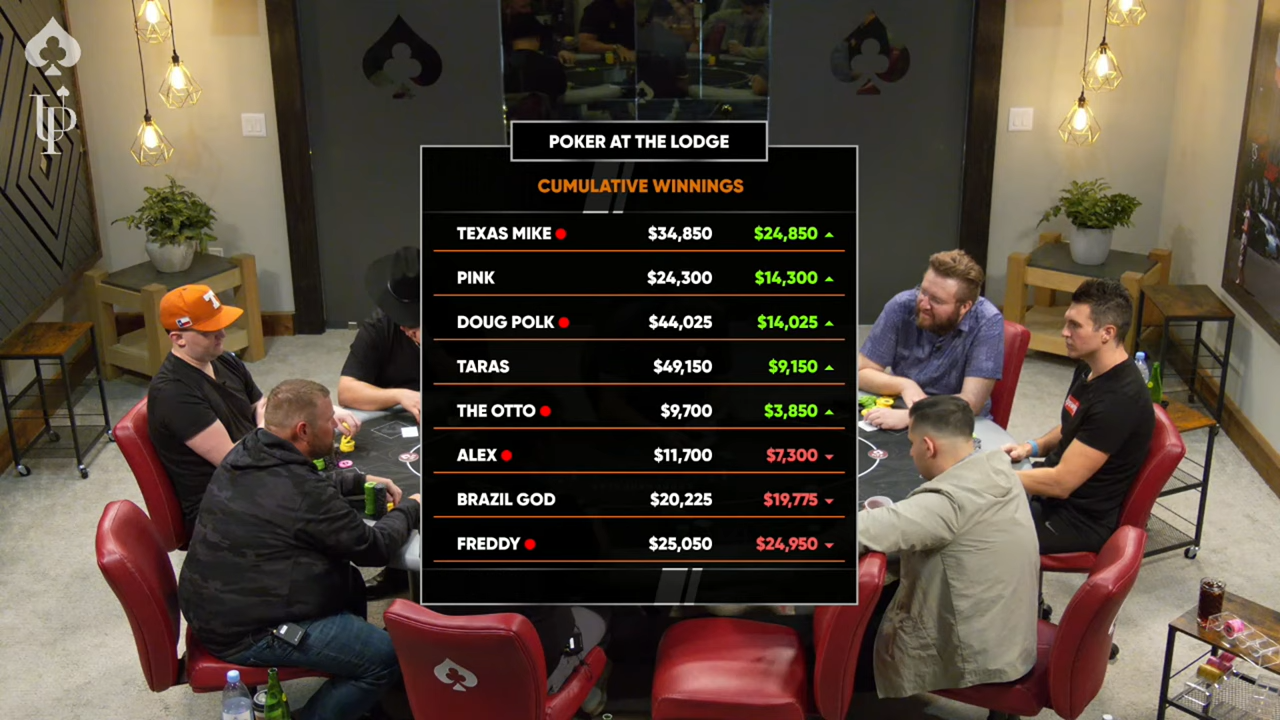 UP
POKER AT THE LODGE
CUMULATIVE WINNINGS
TEXAS MIKE $34,850 $24,850
PINK $24,300 $14,300
DOUG POLK $44,025 $14,025
TARAS $49,150 $9,150
THE OTTO $9,700 $3,850
ALEX $11,700 $7,300
BRAZIL GOD $20,225 $19,775
FREDDY $25,050 $24,950
T